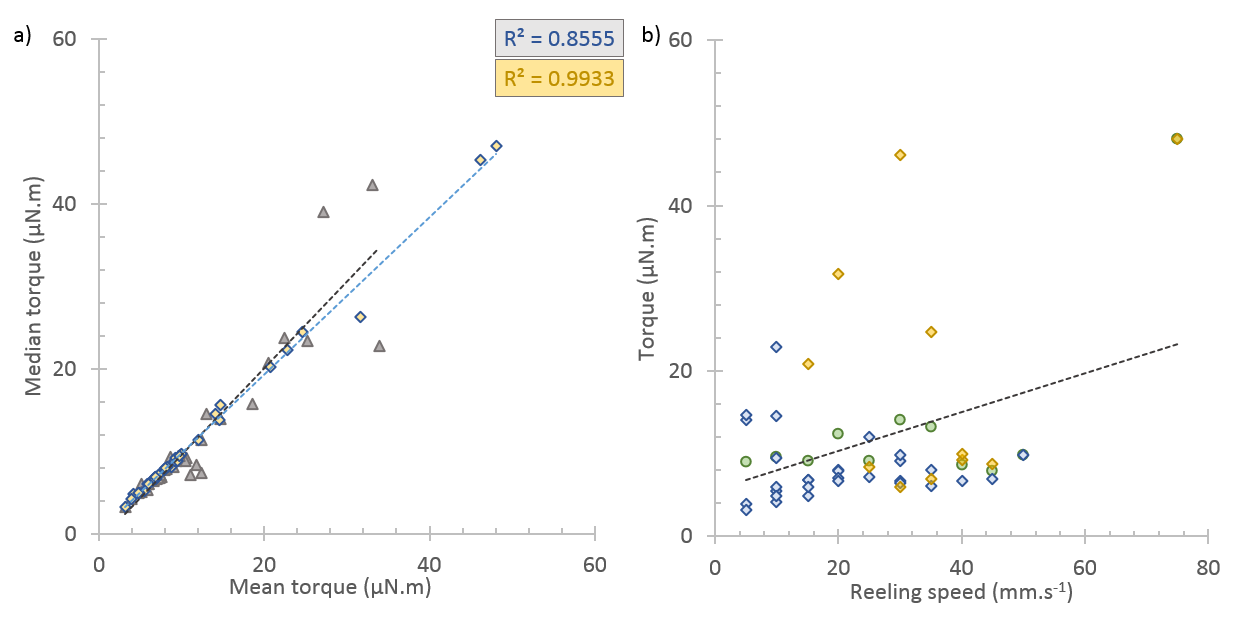 a)
R² = 0.8555
R² = 0.9933
60
40
20
0
0 20 40 60
Median torque (µN.m)
Mean torque (µN.m)
b)
60
40
20
0
0 20 40 60 80
Torque (µN.m)
Reeling speed (mm.s⁻¹)